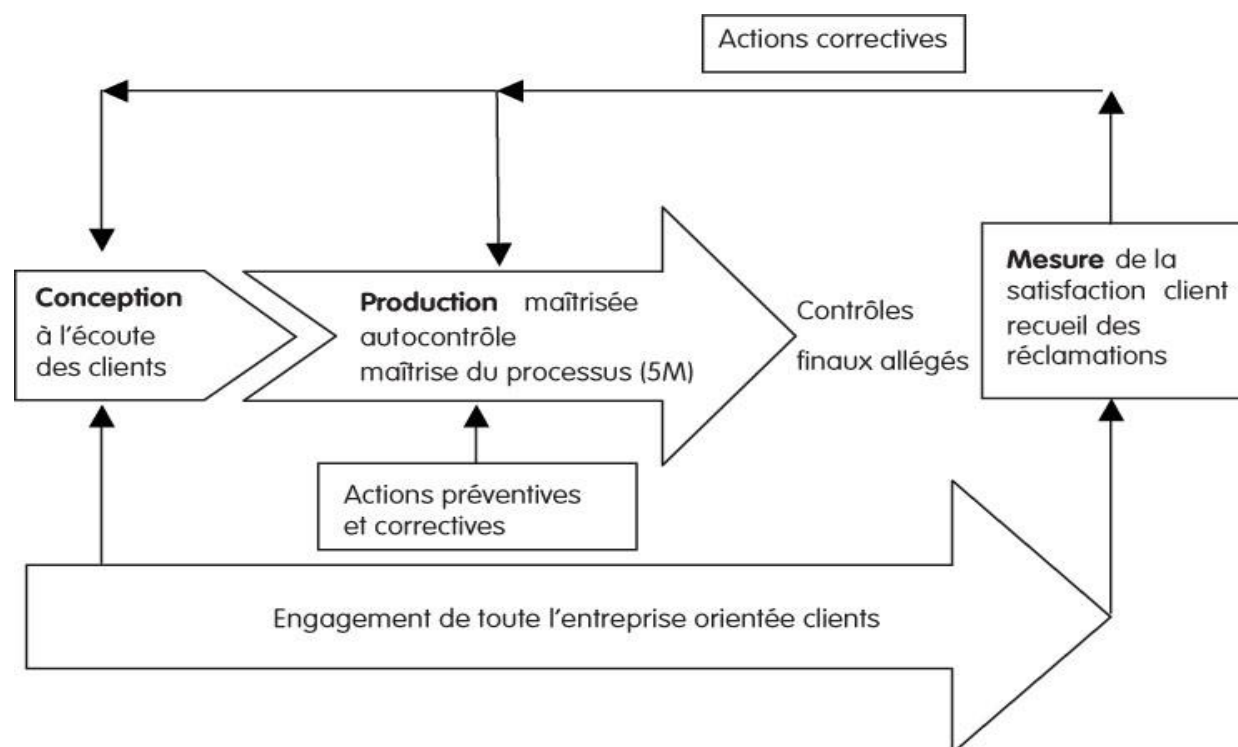 Actions correctives
Conception
à l'écoute
des clients
Production maîtrisée
autocontrôle
maîtrise du processus (5M)
Contrôles
finaux allégés
Mesure de la
satisfaction client
recueil des
réclamations
Actions préventives
et correctives
Engagement de toute l'entreprise orientée clients